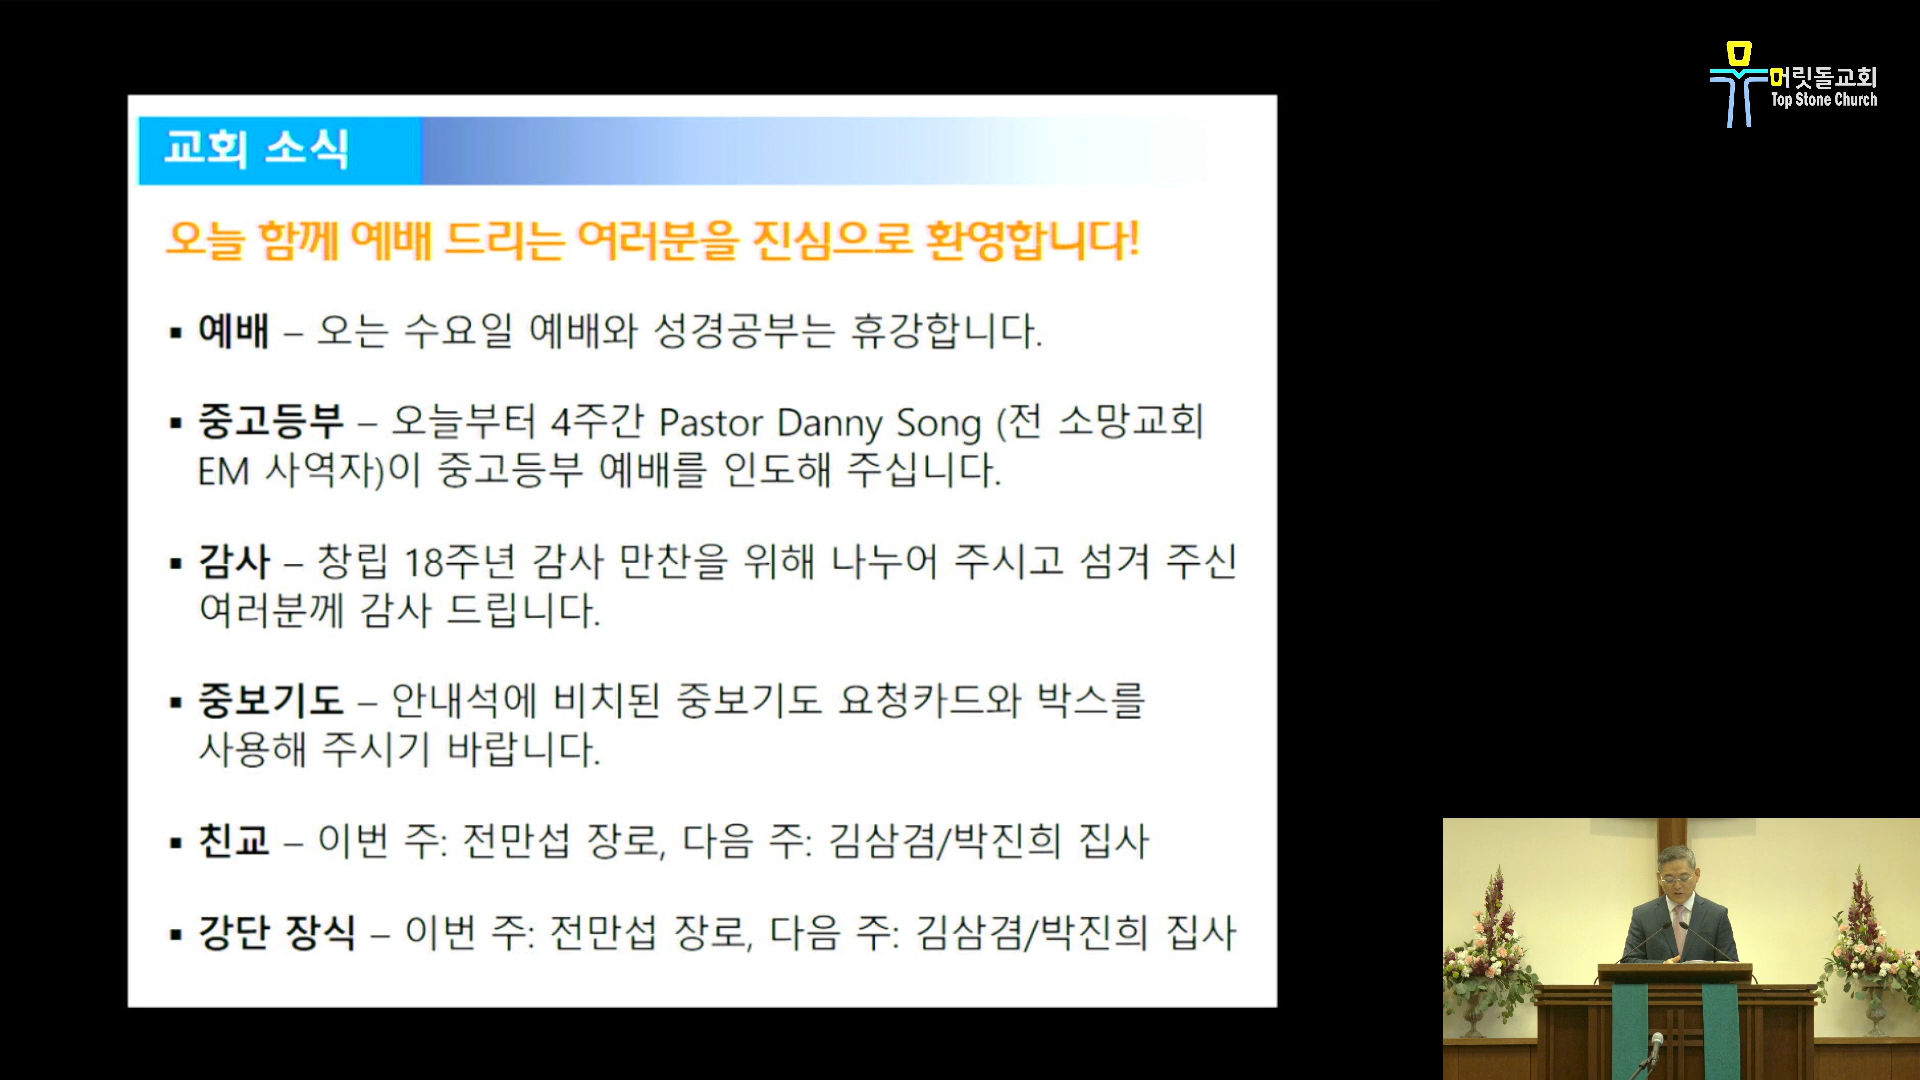 머릿돌교회
Top Stone Church
교회 소식
오늘 함께 예배 드리는 여러분을 진심으로 환영합니다!
▪ 예배 – 오는 수요일 예배와 성경공부는 휴강합니다.
▪ 중고등부 – 오늘부터 4주간 Pastor Danny Song (전 소망교회
EM 사역자)이 중고등부 예배를 인도해 주십니다.
▪ 감사 – 창립 18주년 감사 만찬을 위해 나누어 주시고 섬겨 주신
여러분께 감사 드립니다.
▪ 중보기도 – 안내석에 비치된 중보기도 요청카드와 박스를
사용해 주시기 바랍니다.
▪ 친교 – 이번 주: 전만섭 장로, 다음 주: 김삼겸/박진희 집사
▪ 강단 장식 – 이번 주: 전만섭 장로, 다음 주: 김삼겸/박진희 집사